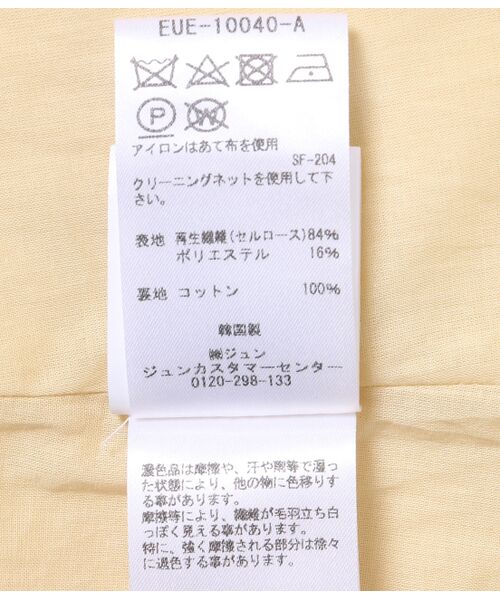 EUE-10040-A
P
W
アイロンはあて布を使用
SF-204
クリーニングネットを使用して下
さい。
表地 再生繊維(セルロース)84%
ポリエステル 16%
裏地 コットン 100%
韓国製
㈱ジュン
ジュンカスタマーセンター
0120-298-133
濃色品は摩擦や、汗や雨等で湿っ
た状態により、他の物に色移りす
る事があります。
摩擦等により、繊維が毛羽立ち白
っぽく見える事があります。
特に、強く摩擦される部分は徐々
に退色する事があります。